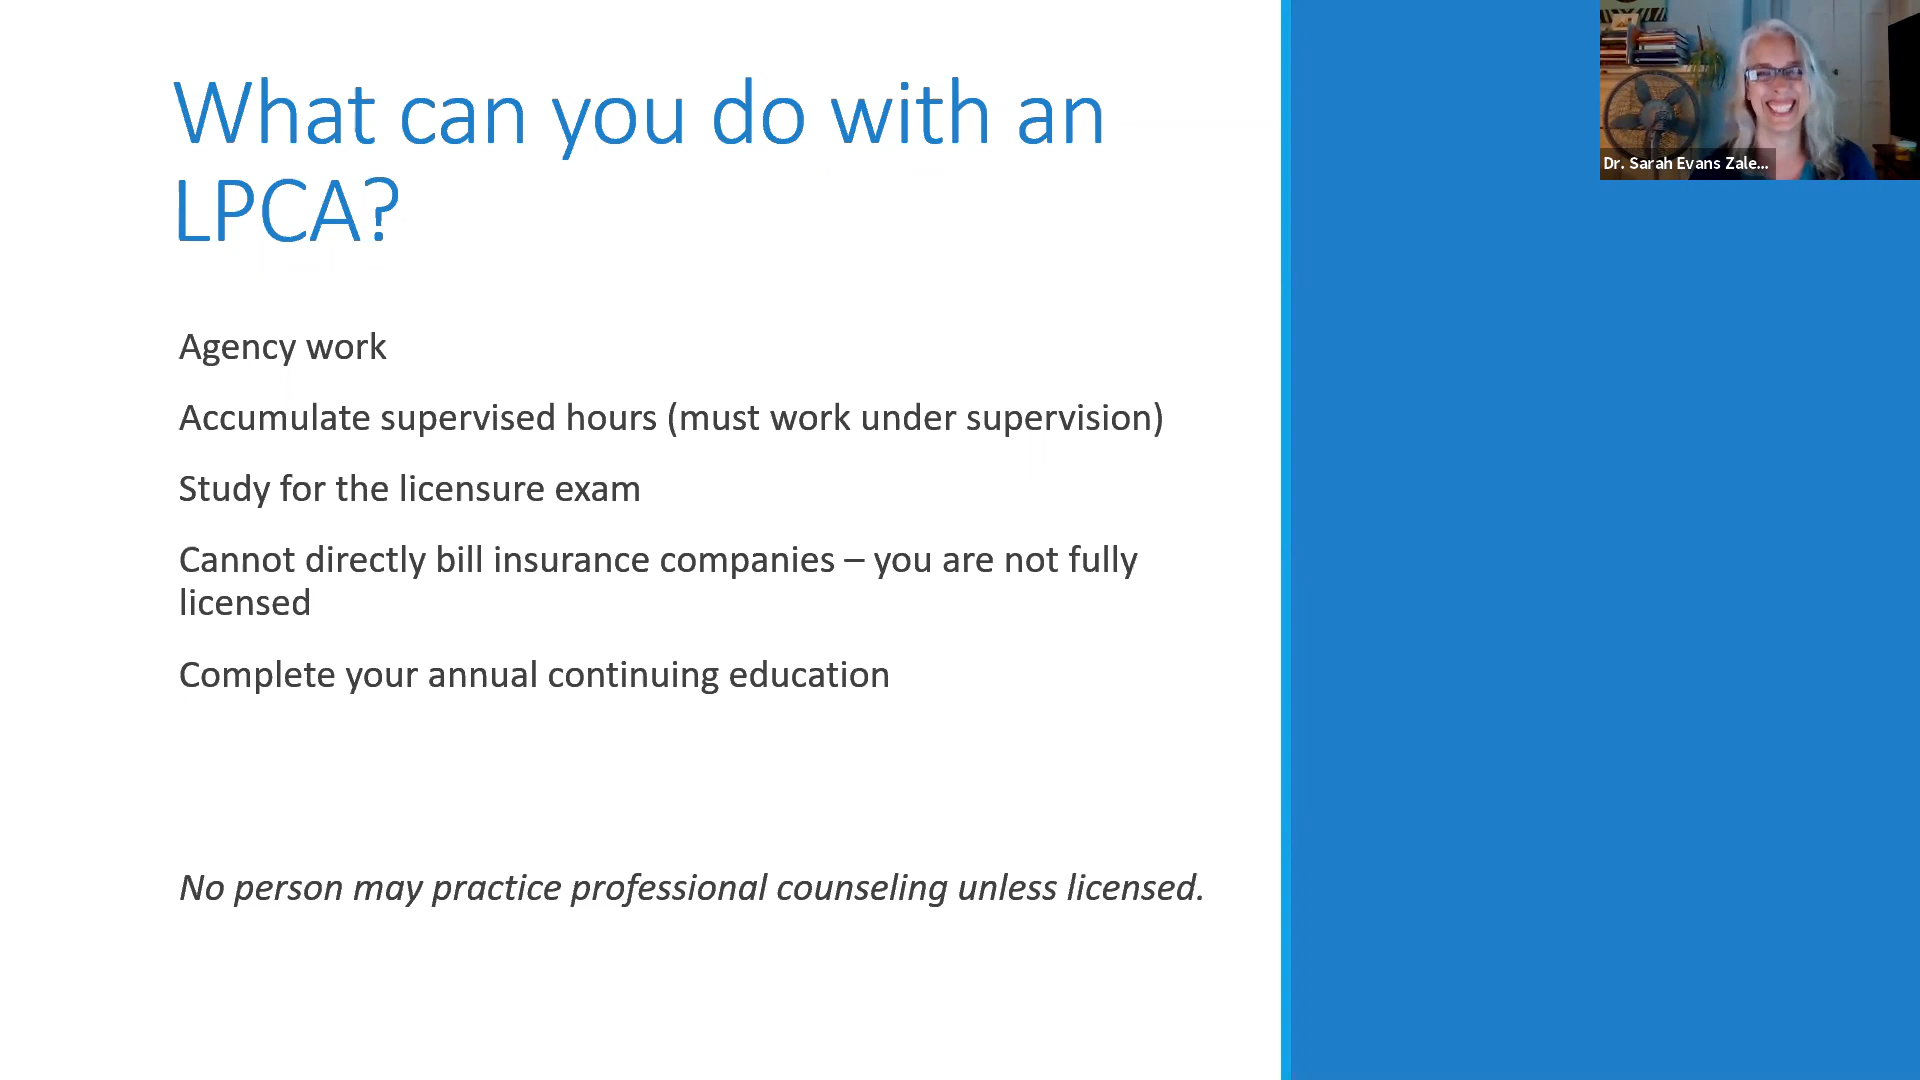 What can you do with an
LPCA?
Agency work
Accumulate supervised hours (must work under supervision)
Study for the licensure exam
Cannot directly bill insurance companies – you are not fully
licensed
Complete your annual continuing education
No person may practice professional counseling unless licensed.
Dr. Sarah Evans Zale...